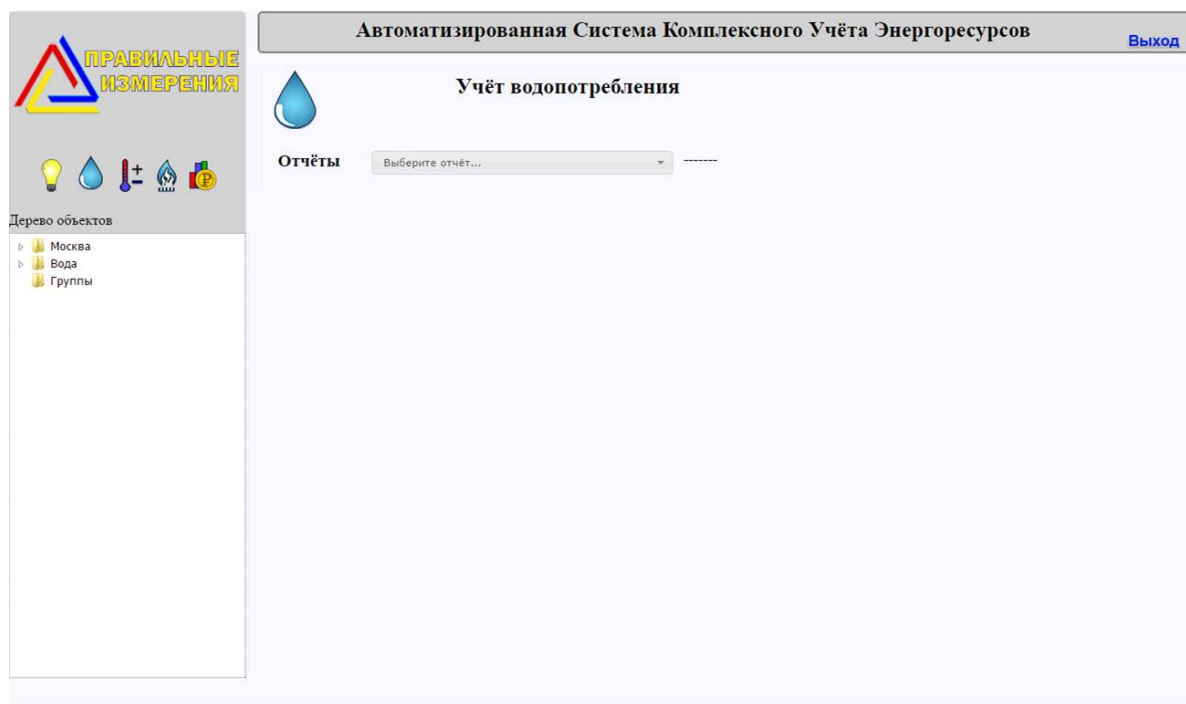 ПРАВИЛЬНЫЕ
ИЗМЕРЕНИЯ
Автоматизированная Система Комплексного Учёта Энергоресурсов
Выход
Учёт водопотребления
Отчёты
Выберите отчёт...
-------
Дерево объектов
Москва
Вода
Группы